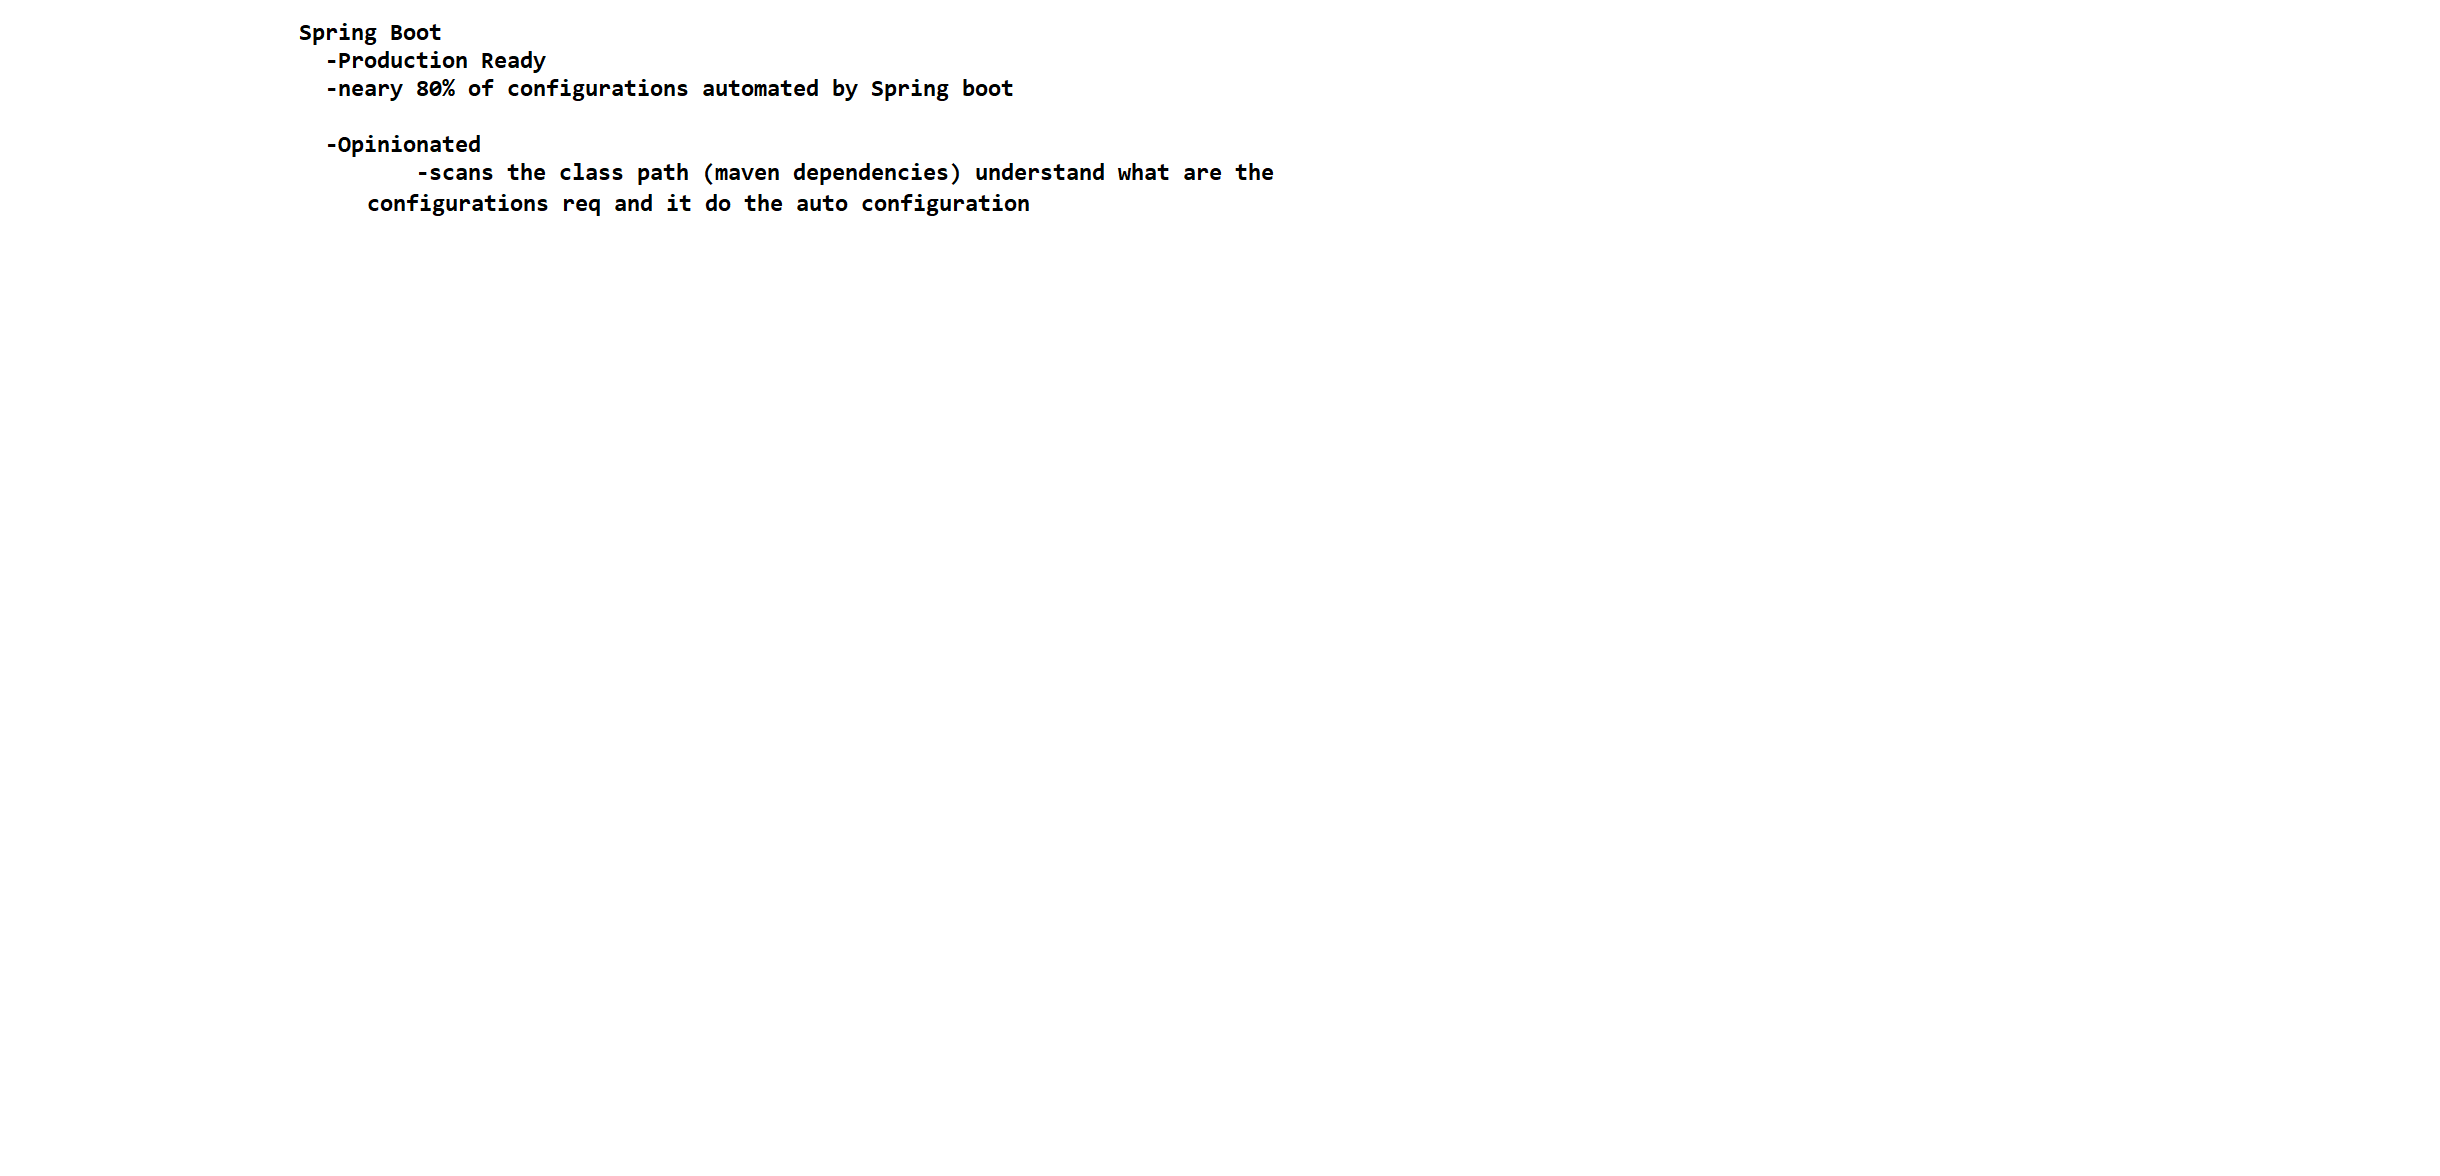 Spring Boot
-Production Ready
-neary 80% of configurations automated by Spring boot
-Opinionated
-scans the class path (maven dependencies) understand what are the
configurations req and it do the auto configuration